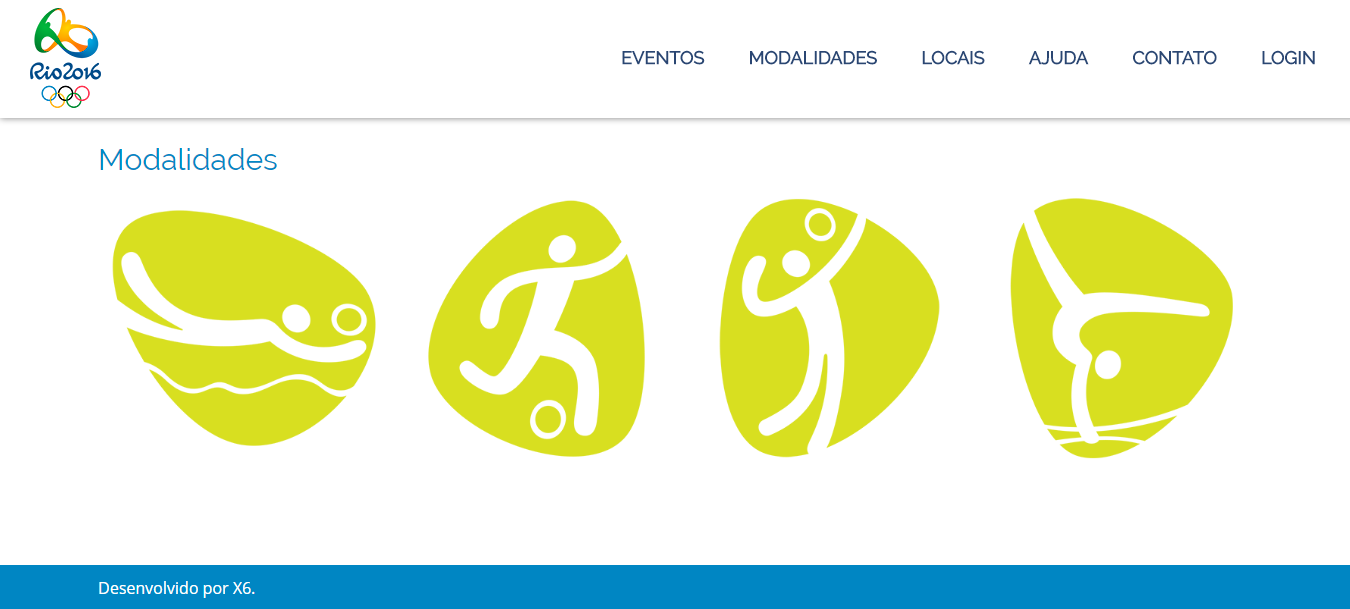 Rio2016
EVENTOS MODALIDADES LOCAIS AJUDA CONTATO LOGIN
Modalidades
Desenvolvido por X6.